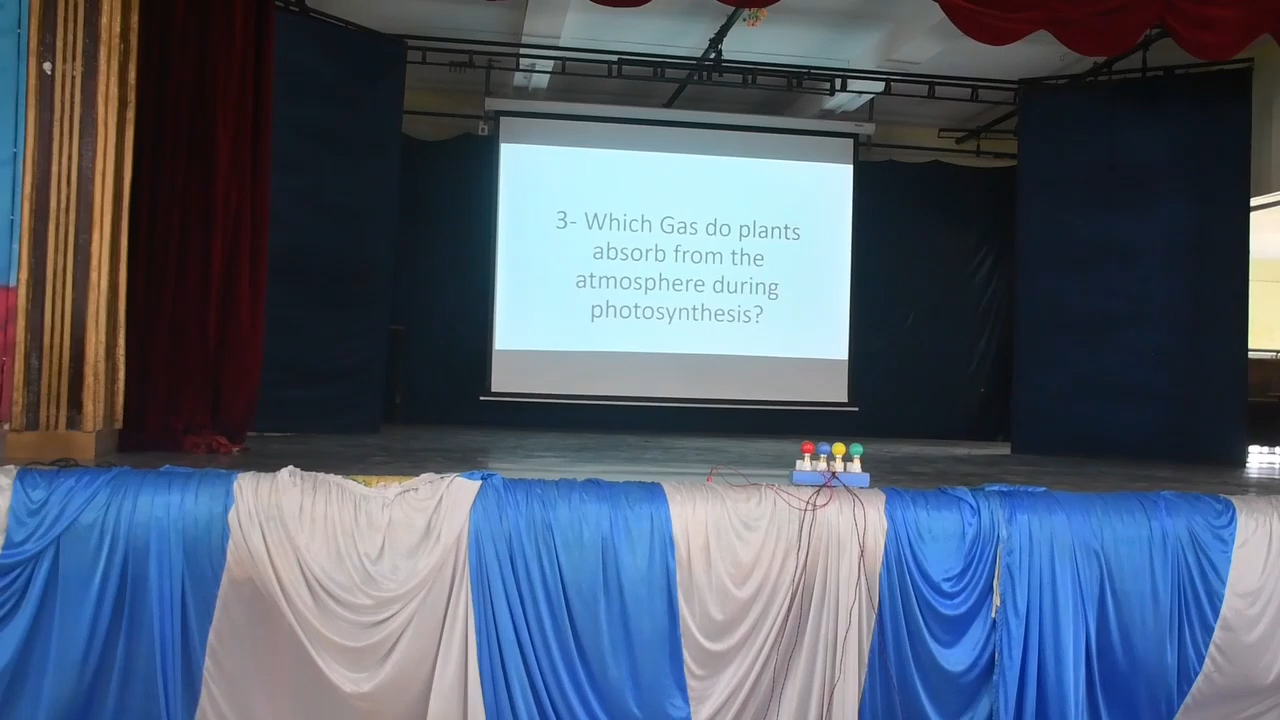 3- Which Gas do plants
absorb from the
atmosphere during
photosynthesis?